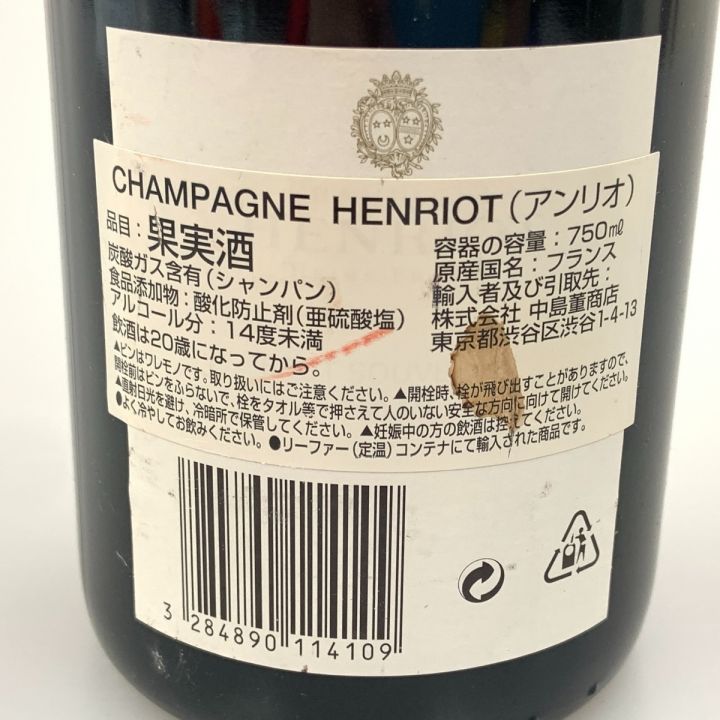 CHAMPAGNE HENRIOT (アンリオ)
品目:果実酒
炭酸ガス含有(シャンパン)
食品添加物:酸化防止剤(亜硫酸塩)
アルコール分:14度未満
飲酒は20歳になってから。
容器の容量:750mℓ
原産国名:フランス
輸入者及び引取先:
株式会社 中島董商店
東京都渋谷区渋谷1-4-13
▲ビンはワレモノです。取り扱いにはご注意ください。▲開栓時、栓が飛び出すことがありますので、
開栓前はビンをふらないで、栓をタオル等で押さえて人のいない安全な方向に向けて開けてください。
▲直射日光を避け、冷暗所で保管してください。▲妊娠中の方の飲酒は控えてください。
●よく冷やしてお飲みください。●リーファー(定温)コンテナにて輸入された商品です。
3 284890 114109